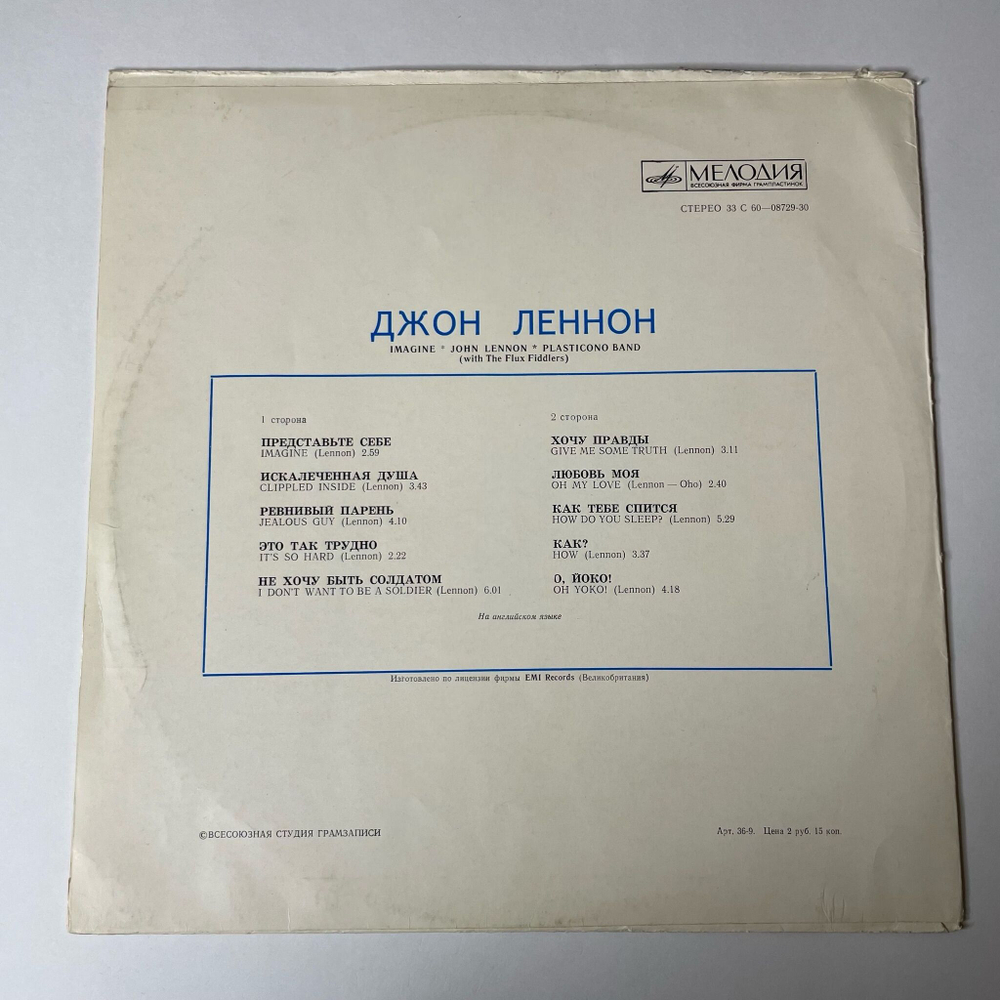 МЕЛОДИЯ
ВСЕСОЮЗНАЯ ФИРМА ГРАМПЛАСТИНОК
СТЕРЕО 33 С 60—08729-30
ДЖОН ЛЕННОН
IMAGINE * JOHN LENNON * PLASTICONO BAND
(with The Flux Fiddlers)
1 сторона
ПРЕДСТАВЬТЕ СЕБЕ
IMAGINE (Lennon) 2.59
ИСКАЛЕЧЕННАЯ ДУША
CLIPPLED INSIDE (Lennon) 3.43
РЕВНИВЫЙ ПАРЕНЬ
JEALOUS GUY (Lennon) 4.10
ЭТО ТАК ТРУДНО
IT'S SO HARD (Lennon) 2.22
НЕ ХОЧУ БЫТЬ СОЛДАТОМ
I DON'T WANT TO BE A SOLDIER (Lennon) 6.01
2 сторона
ХОЧУ ПРАВДЫ
GIVE ME SOME TRUTH (Lennon) 3.11
ЛЮБОВЬ МОЯ
OH MY LOVE (Lennon — Oho) 2.40
КАК ТЕБЕ СПИТСЯ
HOW DO YOU SLEEP? (Lennon) 5.29
КАК?
HOW (Lennon) 3.37
О, ЙОКО!
OH YOKO! (Lennon) 4.18
На английском языке
Изготовлено по лицензии фирмы EMI Records (Великобритания)
©ВСЕСОЮЗНАЯ СТУДИЯ ГРАМЗАПИСИ
Арт. 36-9. Цена 2 руб. 15 коп.